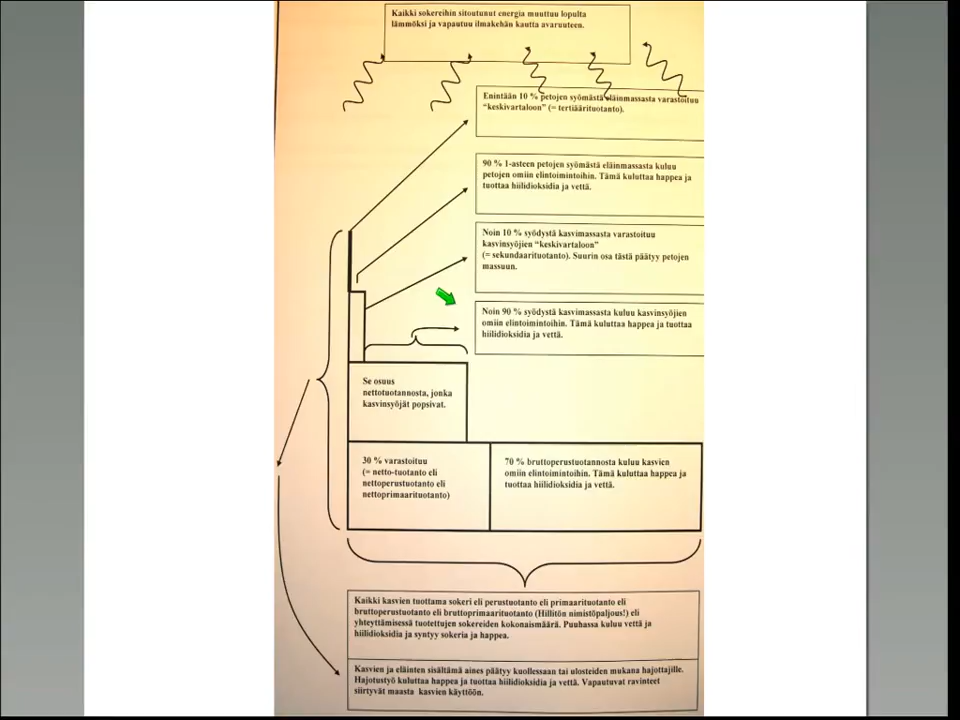 Kaikki sokereihin sitoutunut energia muuttuu lopulta
lämmöksi ja vapautuu ilmakehän kautta avaruuteen.
Enintään 10 % petojen syömästä eläinmassasta varastoituu
“keskivartaloon” (= tertiäärituotanto).
90 % 1-asteen petojen syömästä eläinmassasta kuluu
petojen omiin elintoimintoihin. Tämä kuluttaa happea ja
tuottaa hiilidioksidia ja vettä.
Noin 10 % syödystä kasvimassasta varastoituu
kasvinsyöjien “keskivartaloon”
(= sekundaarituotanto). Suurin osa tästä päätyy petojen
massuun.
Noin 90 % syödystä kasvimassasta kuluu kasvinsyöjien
omiin elintoimintoihin. Tämä kuluttaa happea ja tuottaa
hiilidioksidia ja vettä.
Se osuus
nettotuotannosta, jonka
kasvinsyöjät popsivat.
30 % varastoituu
(= netto-tuotanto eli
nettoperustuotanto eli
nettoprimaarituotanto)
70 % bruttoperustuotannosta kuluu kasvien
omiin elintoimintoihin. Tämä kuluttaa happea ja
tuottaa hiilidioksidia ja vettä.
Kaikki kasvien tuottama sokeri eli perustuotanto eli primaarituotanto eli
bruttoperustuotanto eli bruttoprimaarituotanto (Hillitön nimistöpaljous!) eli
yhteyttämisessä tuotettujen sokereiden kokonaismäärä. Puuhassa kuluu vettä ja
hiilidioksidia ja syntyy sokeria ja happea.
Kasvien ja eläinten sisältämä aines päätyy kuollessaan tai ulosteiden mukana hajottajille.
Hajotustyö kuluttaa happea ja tuottaa hiilidioksidia ja vettä. Vapautuvat ravinteet
siirtyvät maasta kasvien käyttöön.